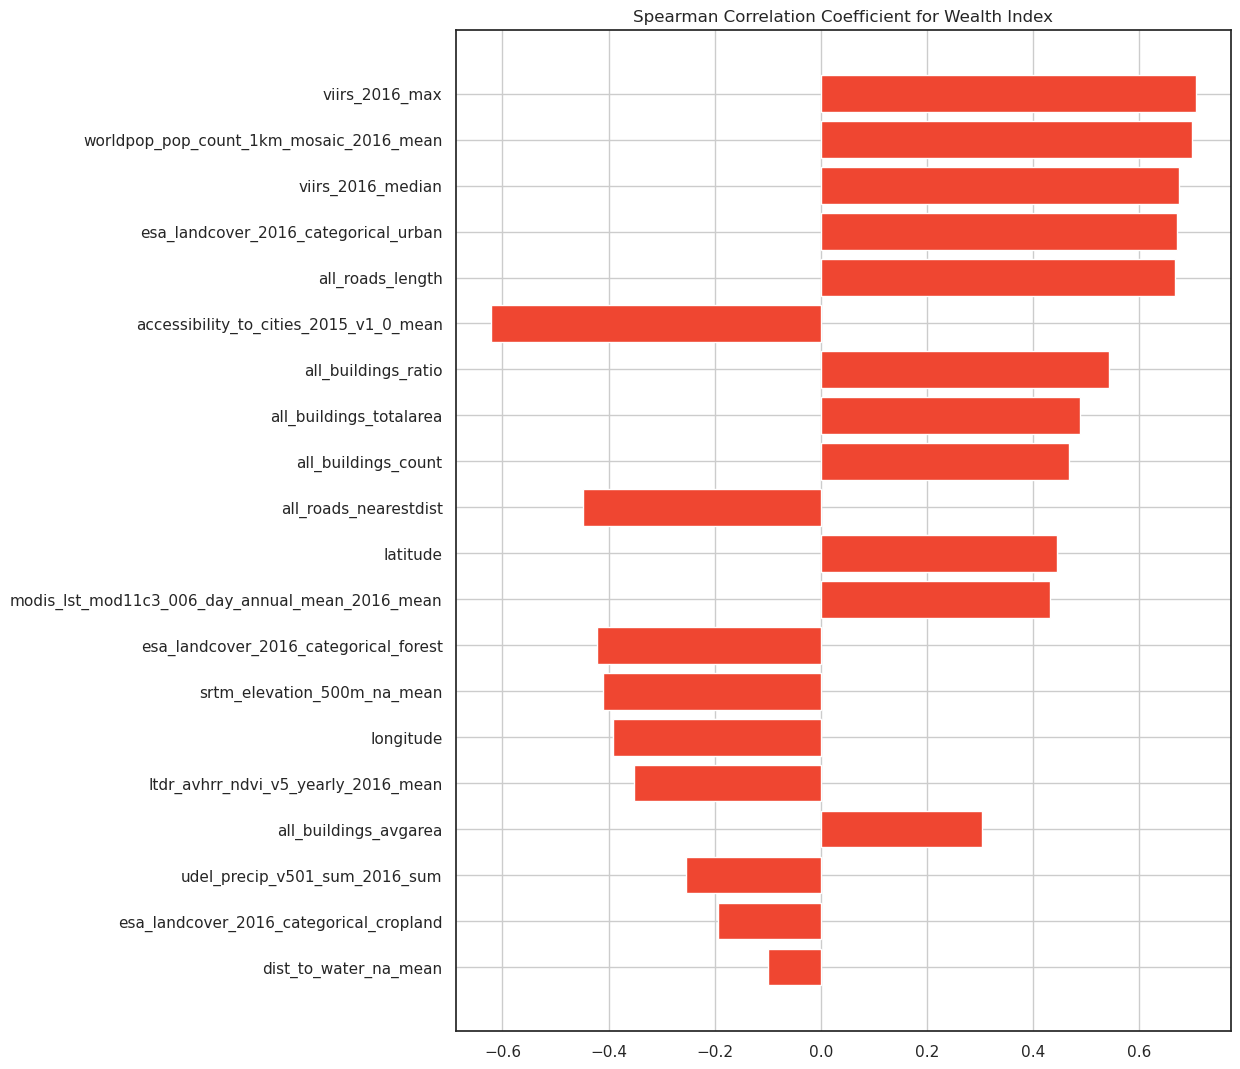 Spearman Correlation Coefficient for Wealth Index
viirs_2016_max
worldpop_pop_count_1km_mosaic_2016_mean
viirs_2016_median
esa_landcover_2016_categorical_urban
all_roads_length
accessibility_to_cities_2015_v1_0_mean
all_buildings_ratio
all_buildings_totalarea
all_buildings_count
all_roads_nearestdist
latitude
modis_lst_mod11c3_006_day_annual_mean_2016_mean
esa_landcover_2016_categorical_forest
srtm_elevation_500m_na_mean
longitude
ltdr_avhrr_ndvi_v5_yearly_2016_mean
all_buildings_avgarea
udel_precip_v501_sum_2016_sum
esa_landcover_2016_categorical_cropland
dist_to_water_na_mean
−0.6 −0.4 −0.2 0.0 0.2 0.4 0.6